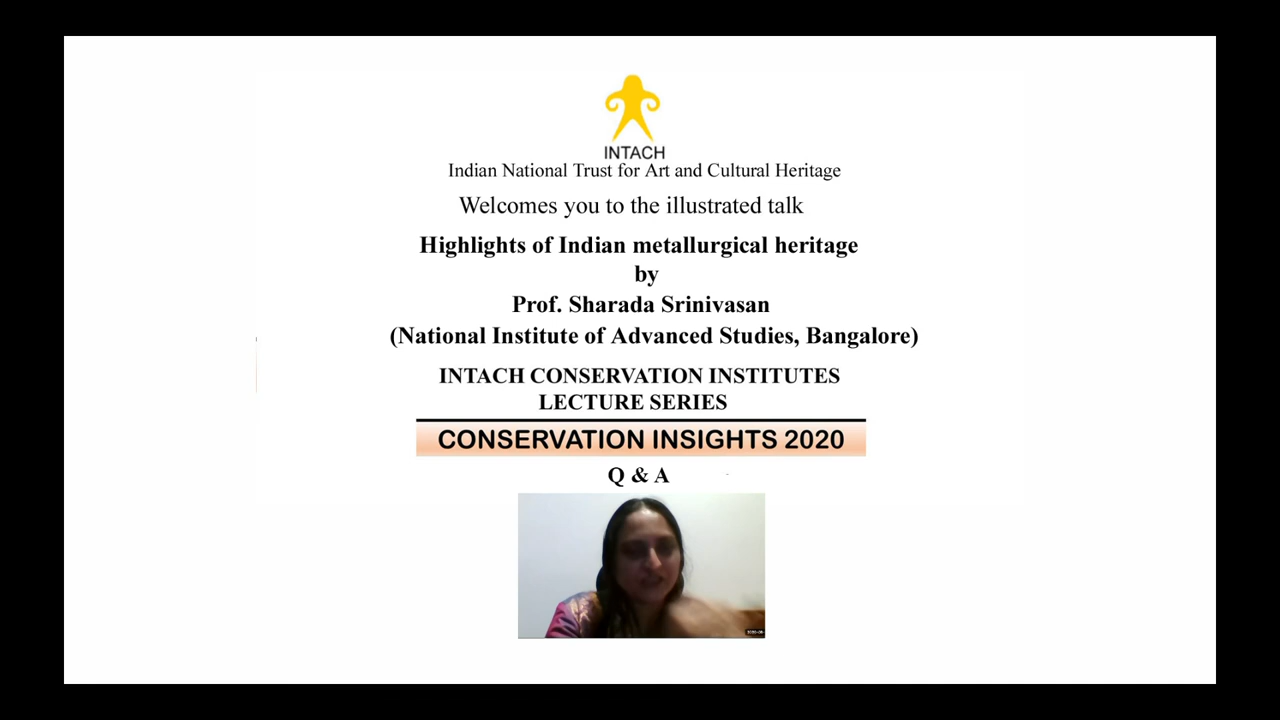 INTACH
Indian National Trust for Art and Cultural Heritage
Welcomes you to the illustrated talk
Highlights of Indian metallurgical heritage
by
Prof. Sharada Srinivasan
(National Institute of Advanced Studies, Bangalore)
INTACH CONSERVATION INSTITUTES
LECTURE SERIES
CONSERVATION INSIGHTS 2020
Q & A